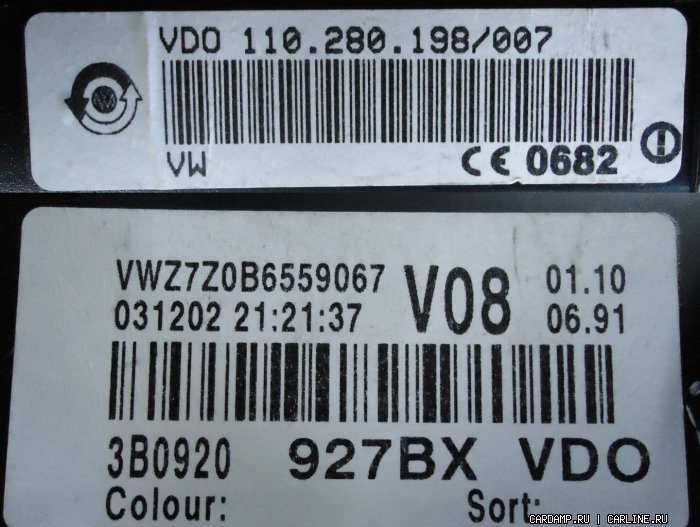 VDO 110.280.198/007
VW CE 0682
VWZ7Z0B6559067 V08 01.10
031202 21:21:37 06.91
3B0920 927BX VDO
Colour: Sort:
CARDAMP.RU | CARLINE.RU